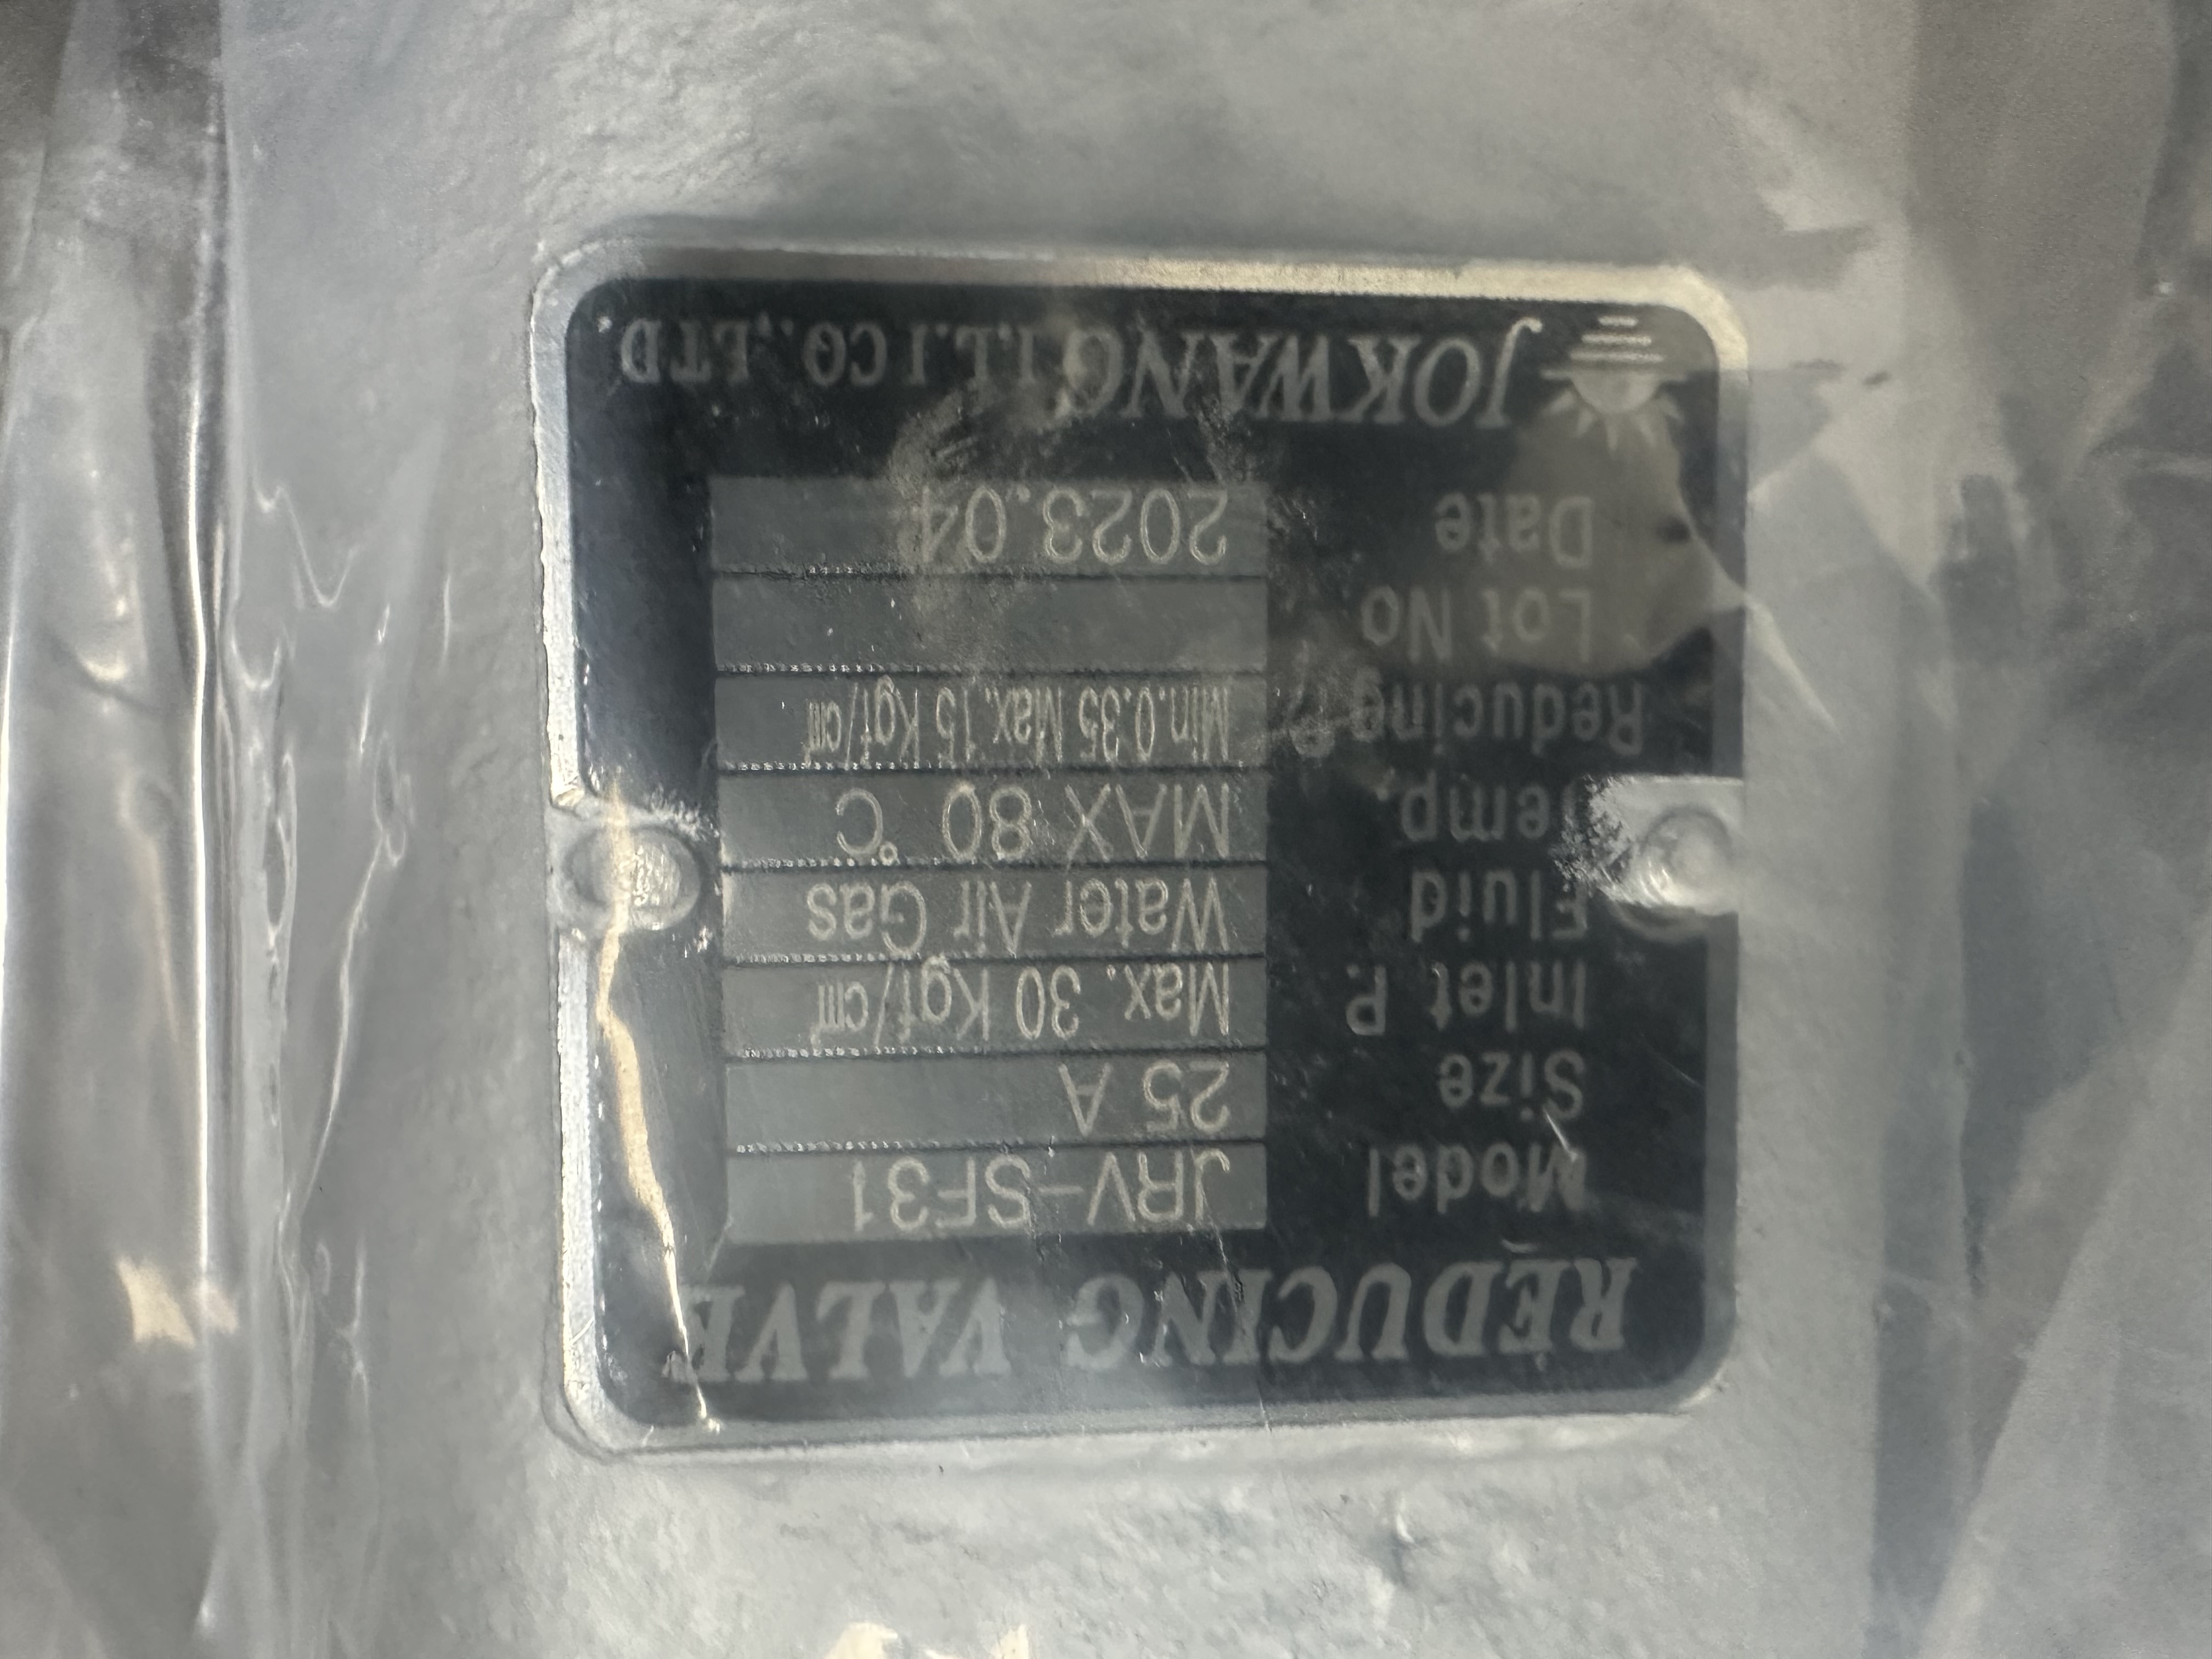 REDUCING VALVE
Model JRV-SF31
Size 25 A
Inlet P. Max. 30 Kgf/㎠
Fluid Water Air Gas
Temp. MAX 80 ℃
Reducing P. Min.0.35 Max.15 Kgf/㎠
Lot No
Date 2023.04
JOKWANG I.L.I CO.,LTD.